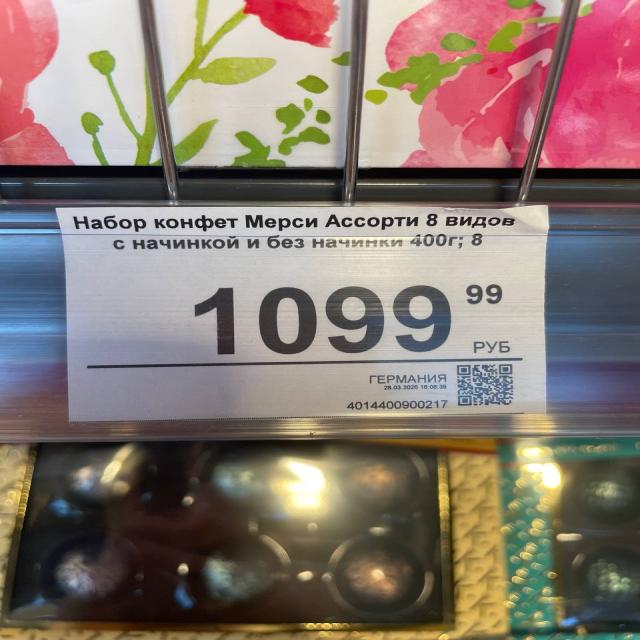 Набор конфет Мерси Ассорти 8 видов
с начинкой и без начинки 400г; 8
1099 99
РУБ
ГЕРМАНИЯ
4014400900217